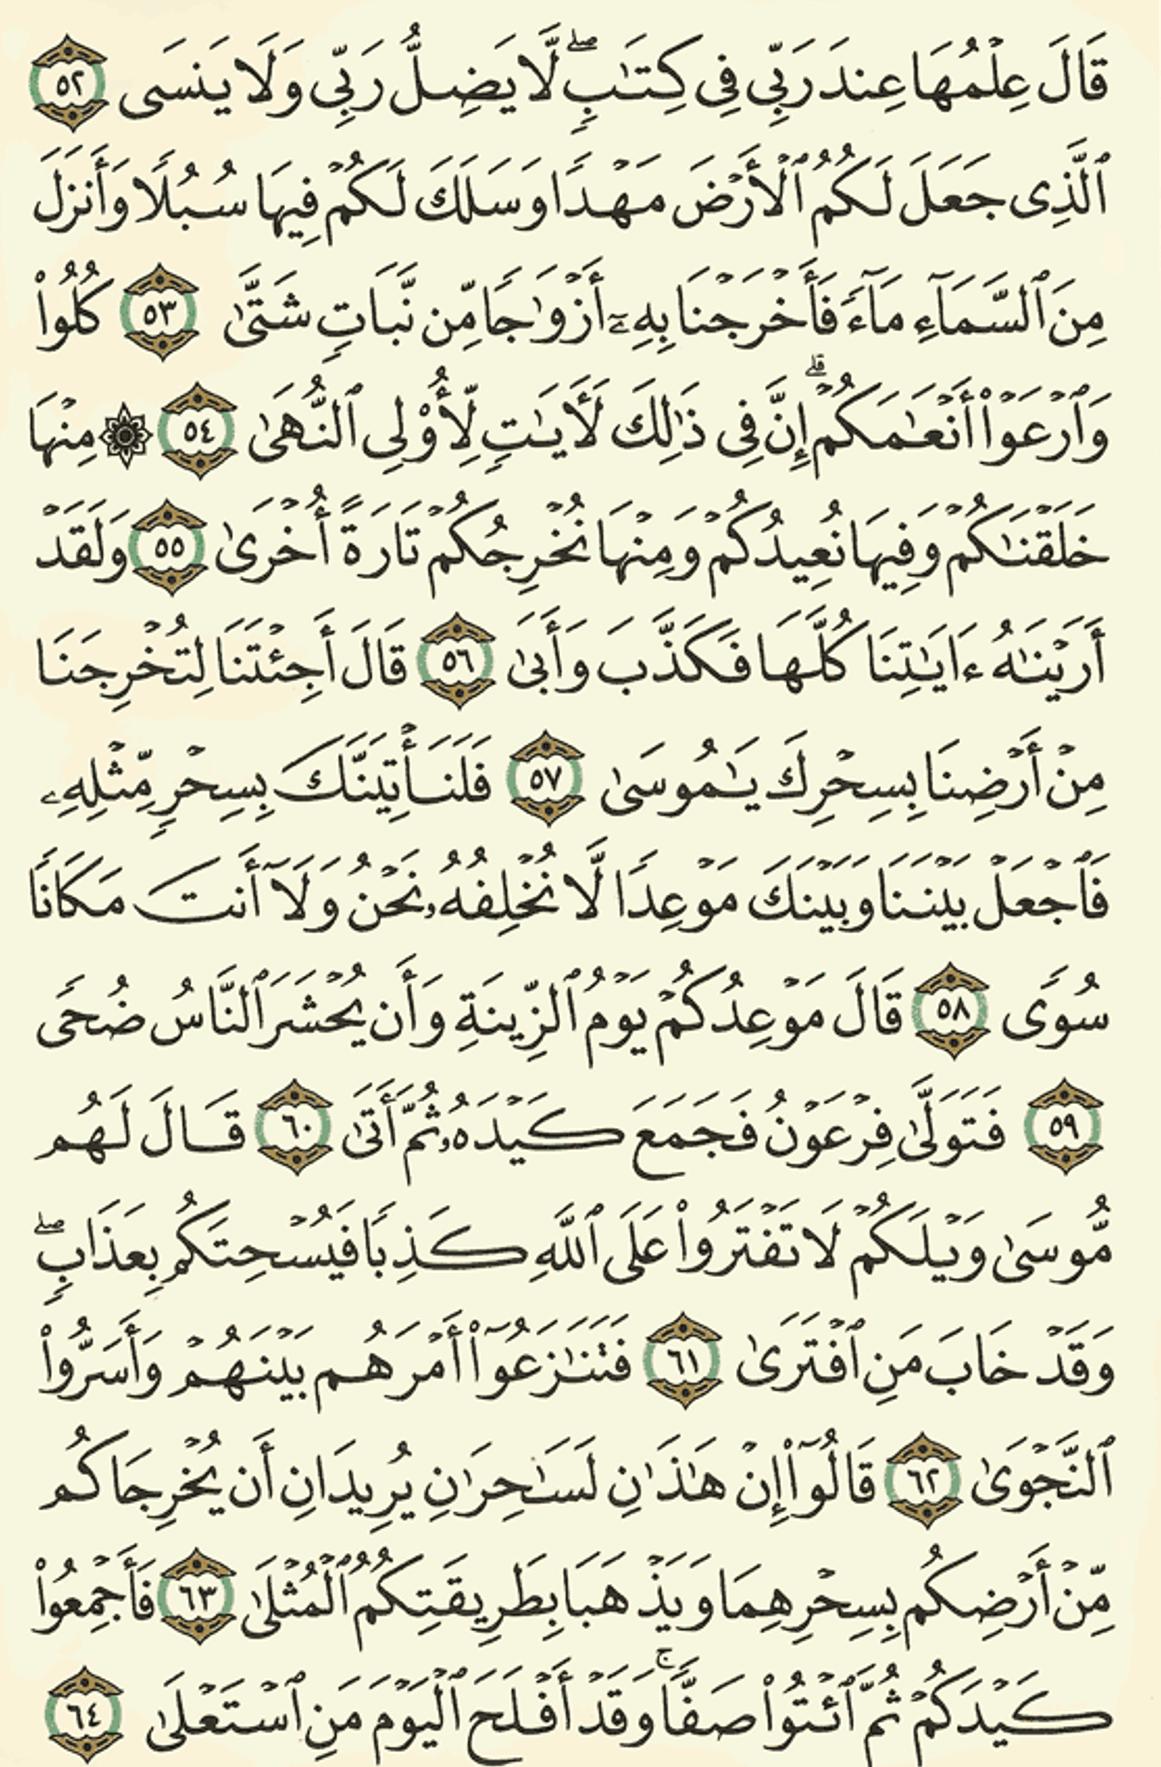 قَالَ عِلْمُهَا عِندَ رَبِّى فِى كِتَـٰبٍۢ ۖ لَّا يَضِلُّ رَبِّى وَلَا يَنسَى ٥٢
ٱلَّذِى جَعَلَ لَكُمُ ٱلْأَرْضَ مَهْدًا وَسَلَكَ لَكُمْ فِيهَا سُبُلًا وَأَنزَلَ
مِنَ ٱلسَّمَآءِ مَآءً فَأَخْرَجْنَا بِهِۦٓ أَزْوَٰجًا مِّن نَّبَاتٍ شَتَّىٰ ٥٣ كُلُوا۟
وَٱرْعَوْا۟ أَنْعَـٰمَكُمْ ۗ إِنَّ فِى ذَٰلِكَ لَـَٔايَـٰتٍ لِّأُو۟لِى ٱلنُّهَىٰ ٥٤ ۞ مِنْهَا
خَلَقْنَـٰكُمْ وَفِيهَا نُعِيدُكُمْ وَمِنْهَا نُخْرِجُكُمْ تَارَةً أُخْرَىٰ ٥٥ وَلَقَدْ
أَرَيْنَـٰهُ ءَايَـٰتِنَا كُلَّهَا فَكَذَّبَ وَأَبَىٰ ٥٦ قَالَ أَجِئْتَنَا لِتُخْرِجَنَا
مِنْ أَرْضِنَا بِسِحْرِكَ يَـٰمُوسَىٰ ٥٧ فَلَنَأْتِيَنَّكَ بِسِحْرٍ مِّثْلِهِۦ
فَٱجْعَلْ بَيْنَنَا وَبَيْنَكَ مَوْعِدًا لَّا نُخْلِفُهُۥ نَحْنُ وَلَآ أَنتَ مَكَانًا
سُوًى ٥٨ قَالَ مَوْعِدُكُمْ يَوْمُ ٱلزِّينَةِ وَأَن يُحْشَرَ ٱلنَّاسُ ضُحًى
٥٩ فَتَوَلَّىٰ فِرْعَوْنُ فَجَمَعَ كَيْدَهُۥ ثُمَّ أَتَىٰ ٦٠ قَالَ لَهُم
مُّوسَىٰ وَيْلَكُمْ لَا تَفْتَرُوا۟ عَلَى ٱللَّهِ كَذِبًا فَيُسْحِتَكُم بِعَذَابٍ ۖ
وَقَدْ خَابَ مَنِ ٱفْتَرَىٰ ٦١ فَتَنَـٰزَعُوٓا۟ أَمْرَهُم بَيْنَهُمْ وَأَسَرُّوا۟
ٱلنَّجْوَىٰ ٦٢ قَالُوٓا۟ إِنْ هَـٰذَٰنِ لَسَـٰحِرَٰنِ يُرِيدَانِ أَن يُخْرِجَاكُم
مِّنْ أَرْضِكُم بِسِحْرِهِمَا وَيَذْهَبَا بِطَرِيقَتِكُمُ ٱلْمُثْلَىٰ ٦٣ فَأَجْمِعُوا۟
كَيْدَكُمْ ثُمَّ ٱئْتُوا۟ صَفًّا ۚ وَقَدْ أَفْلَحَ ٱلْيَوْمَ مَنِ ٱسْتَعْلَىٰ ٦٤